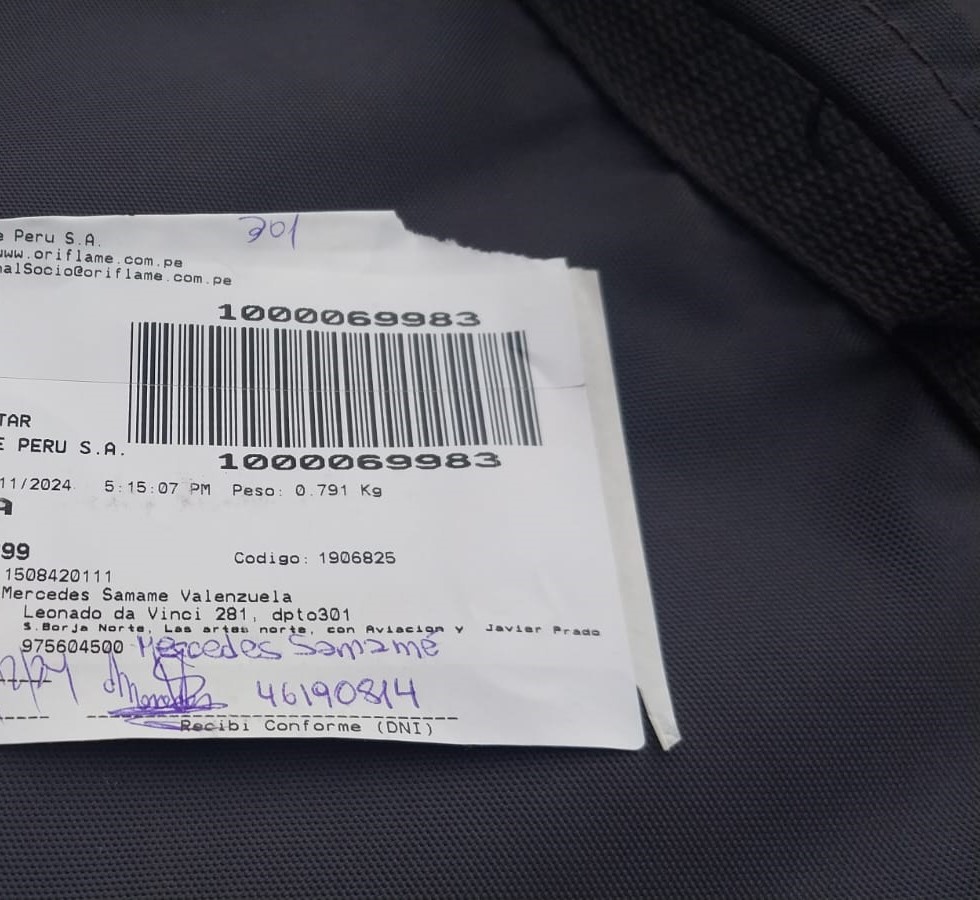 301
Peru S.A.
www.oriflame.com.pe
alSocio@oriflame.com.pe
1000069983
TAR
E PERU S.A.
1000069983
11/2024 5:15:07 PM Peso: 0.791 Kg
A
99
Codigo: 1906825
1508420111
Mercedes Samame Valenzuela
Leonado da Vinci 281, dpto301
S.Borja Norte, Las artes norte, con Aviacion y Javier Prado
975604500 Mercedes Samamé
46190814
Recibi Conforme (DNI)